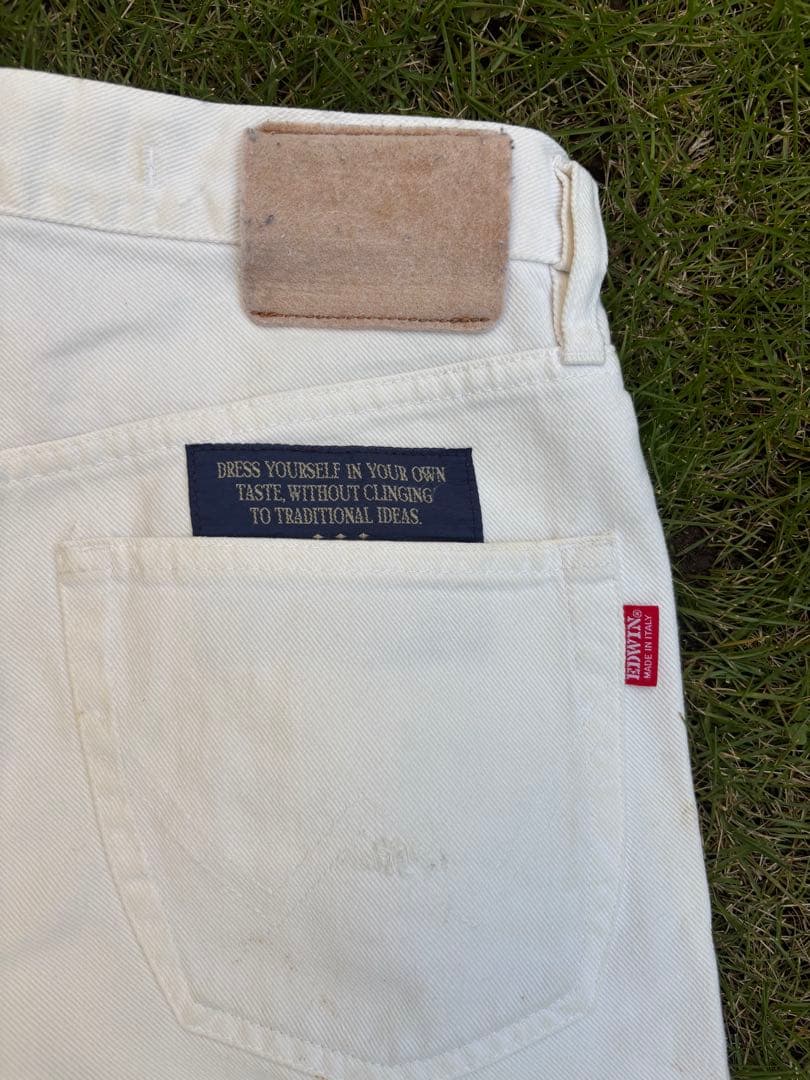 DRESS YOURSELF IN YOUR OWN
TASTE, WITHOUT CLINGING
TO TRADITIONAL IDEAS.
EDWIN®
MADE IN ITALY